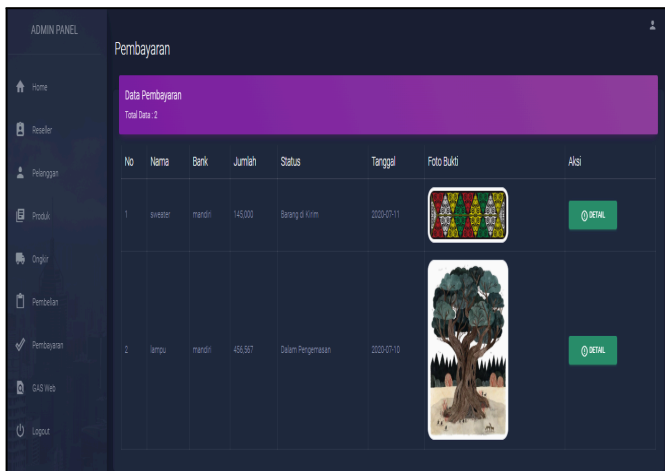 ADMIN PANEL
Home
Reseller
Pelanggan
Produk
Ongkir
Pembelian
Pembayaran
GAS Web
Logout
Pembayaran
Data Pembayaran
Total Data : 2
No Nama Bank Jumlah Status Tanggal Foto Bukti Aksi
1 sweater mandiri 145,000 Barang di Kirim 2020-07-11 DETAIL
2 lampu mandiri 456,567 Dalam Pengemasan 2020-07-10 DETAIL